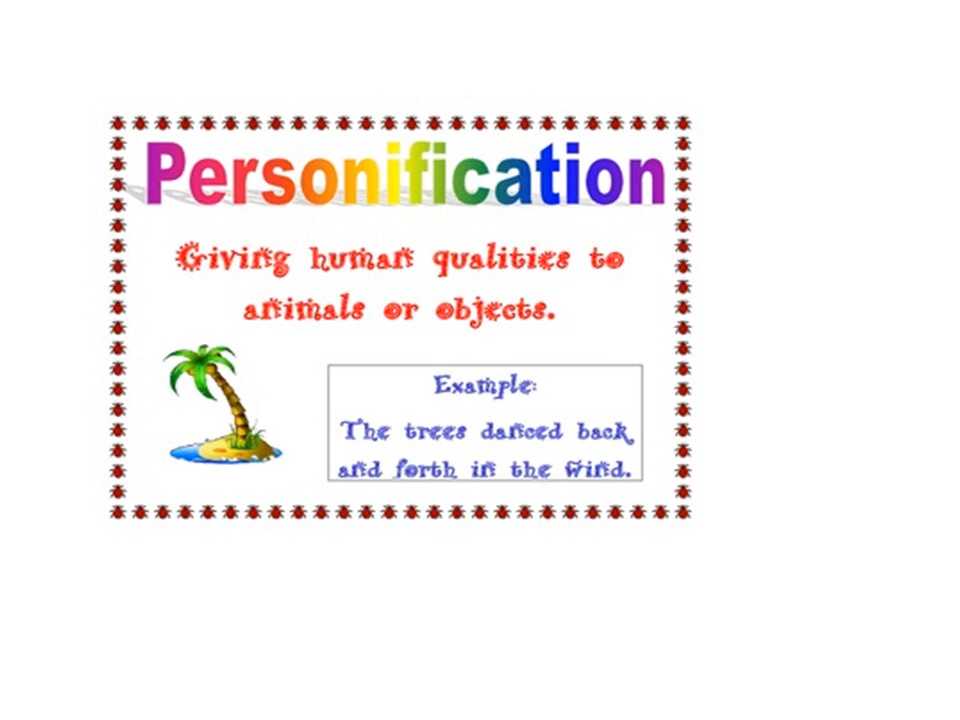 Personification
Giving human qualities to
animals or objects.
Example:
The trees danced back
and forth in the wind.